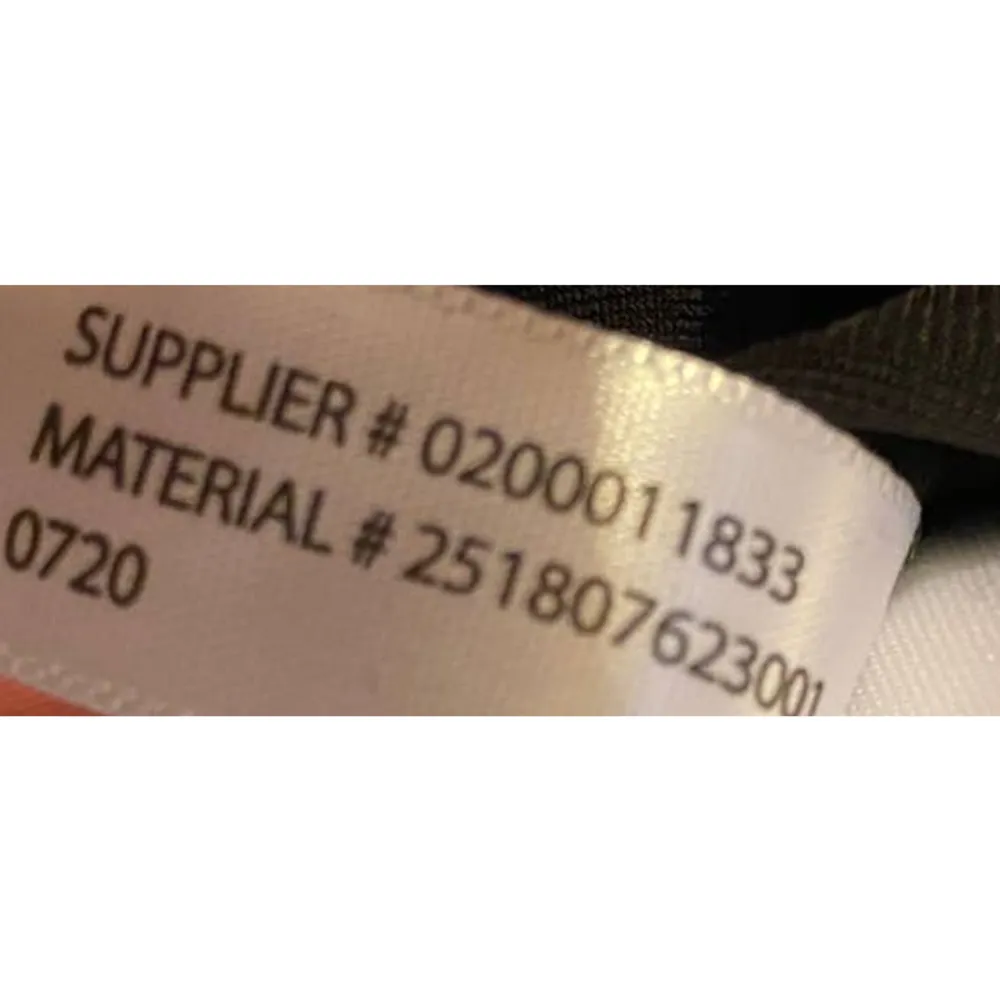 SUPPLIER # 0200011833
MATERIAL # 251807623001
0720